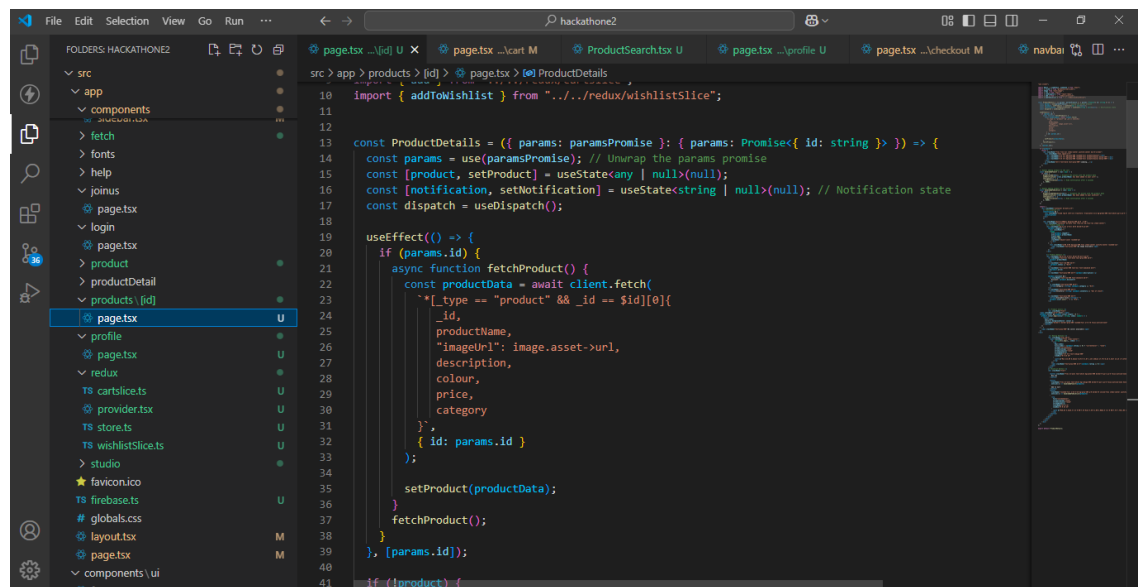 File Edit Selection View Go Run ···
hackathone2
FOLDERS: HACKATHONE2
src
app
components
sidebar.tsx M
fetch
fonts
help
joinus
page.tsx
login
page.tsx
product
productDetail
products\[id]
page.tsx U
profile
page.tsx U
redux
TS cartslice.ts U
provider.tsx U
TS store.ts U
TS wishlistSlice.ts U
studio
favicon.ico
TS firebase.ts U
# globals.css
layout.tsx M
page.tsx M
components\ui
36
page.tsx ...\[id] U
page.tsx ...\cart M
ProductSearch.tsx U
page.tsx ...\profile U
page.tsx ...\checkout M
navbar
src > app > products > [id] > page.tsx > ProductDetails
10 import { addToWishlist } from "../../redux/wishlistSlice";
11
12
13 const ProductDetails = ({ params: paramsPromise }: { params: Promise<{ id: string }> }) => {
14 const params = use(paramsPromise); // Unwrap the params promise
15 const [product, setProduct] = useState<any | null>(null);
16 const [notification, setNotification] = useState<string | null>(null); // Notification state
17 const dispatch = useDispatch();
18
19 useEffect(() => {
20 if (params.id) {
21 async function fetchProduct() {
22 const productData = await client.fetch(
23 `*[_type == "product" && _id == $id][0]{
24 _id,
25 productName,
26 "imageUrl": image.asset->url,
27 description,
28 colour,
29 price,
30 category
31 }`,
32 { id: params.id }
33 );
34
35 setProduct(productData);
36 }
37 fetchProduct();
38 }
39 }, [params.id]);
40
41 if (!product) {